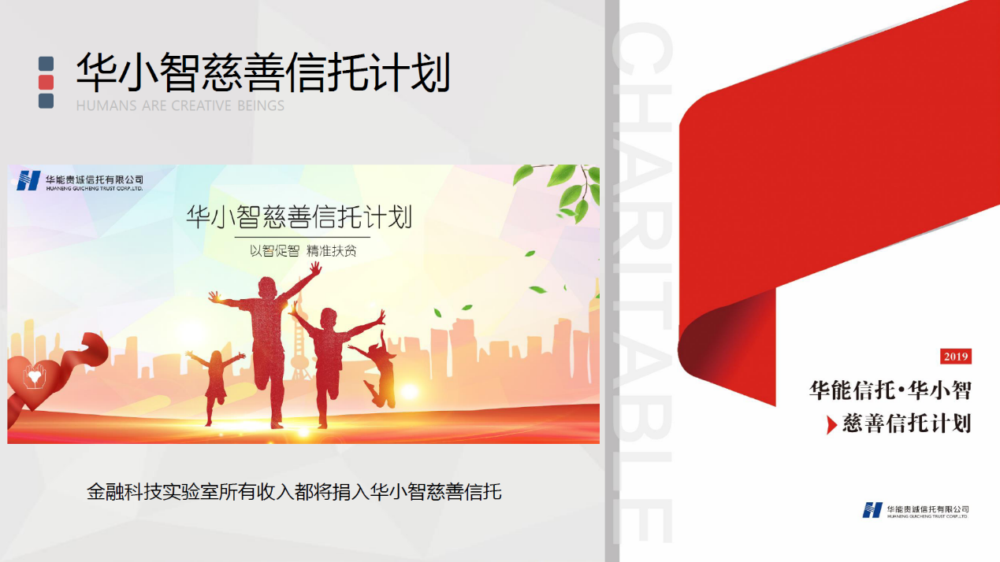 华小智慈善信托计划
HUMANS ARE CREATIVE BEINGS
华能贵诚信托有限公司
HUANENG GUICHENG TRUST CORP.,LTD.
华小智慈善信托计划
以智促智 精准扶贫
金融科技实验室所有收入都将捐入华小智慈善信托
CHARITABLE
2019
华能信托·华小智
慈善信托计划
华能贵诚信托有限公司
HUANENG GUICHENG TRUST CORP.,LTD.